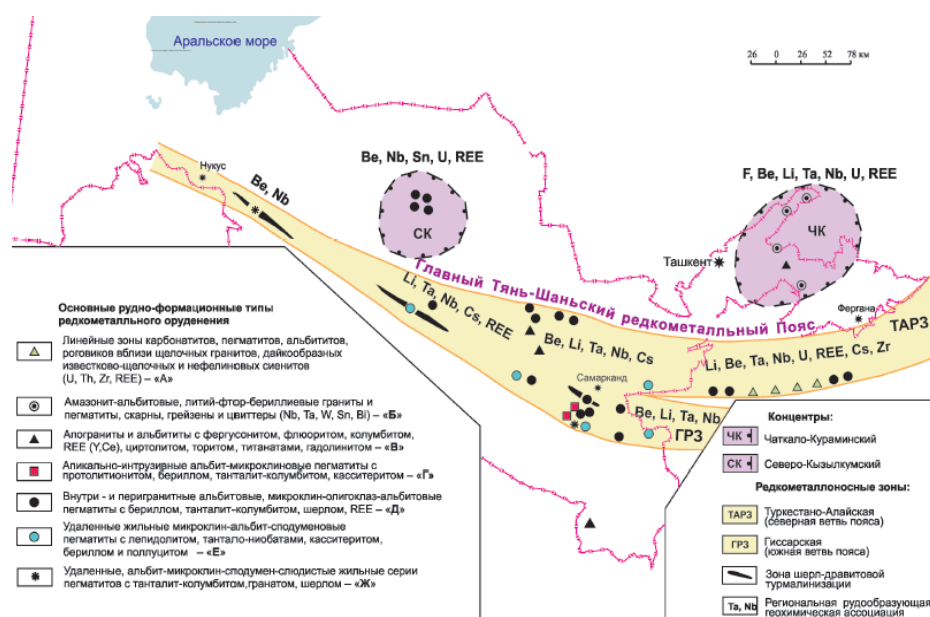 Аральское море
26 0 26 52 78 км
Нукус
Be, Nb
Be, Nb, Sn, U, REE
СК
F, Be, Li, Ta, Nb, U, REE
ЧК
Ташкент
Фергана
Главный Тянь-Шаньский редкометалльный Пояс
ТАРЗ
Li, Ta, Nb, Cs, REE
Be, Li, Ta, Nb, Cs
Li, Be, Ta, Nb, U, REE, Cs, Zr
Самарканд
Be, Li, Ta, Nb
ГРЗ
Основные рудно-формационные типы
редкометалльного оруденения
Линейные зоны карбонатитов, пегматитов, альбититов,
роговиков вблизи щелочных гранитов, дайкообразных
известково-щелочных и нефелиновых сиенитов
(U, Th, Zr, REE) – «А»
Амазонит-альбитовые, литий-фтор-бериллиевые граниты и
пегматиты, скарны, грейзены и цвиттеры (Nb, Ta, W, Sn, Bi) – «Б»
Апограниты и альбититы с фергусонитом, флюоритом, колумбитом,
REE (Y,Ce), циртолитом, торитом, титанатами, гадолинитом – «В»
Апикально-интрузивные альбит-микроклиновые пегматиты с
протолитионитом, бериллом, танталит-колумбитом, касситеритом – «Г»
Внутри - и перигранитные альбитовые, микроклин-олигоклаз-альбитовые
пегматиты с бериллом, танталит-колумбитом, шерлом, REE – «Д»
Удаленные жильные микроклин-альбит-сподуменовые
пегматиты с лепидолитом, тантало-ниобатами, касситеритом,
бериллом и поллуцитом – «Е»
Удаленные, альбит-микроклин-сподумен-слюдистые жильные серии
пегматитов с танталит-колумбитом,гранатом, шерлом – «Ж»
Концентры:
ЧК Чаткало-Кураминский
СК Северо-Кызылкумский
Редкометаллоносные зоны:
ТАРЗ Туркестано-Алайская
(северная ветвь пояса)
ГРЗ Гиссарская
(южная ветвь пояса)
Зона шерл-дравитовой
турмалинизации
Ta, Nb Региональная рудообразующая
геохимическая ассоциация